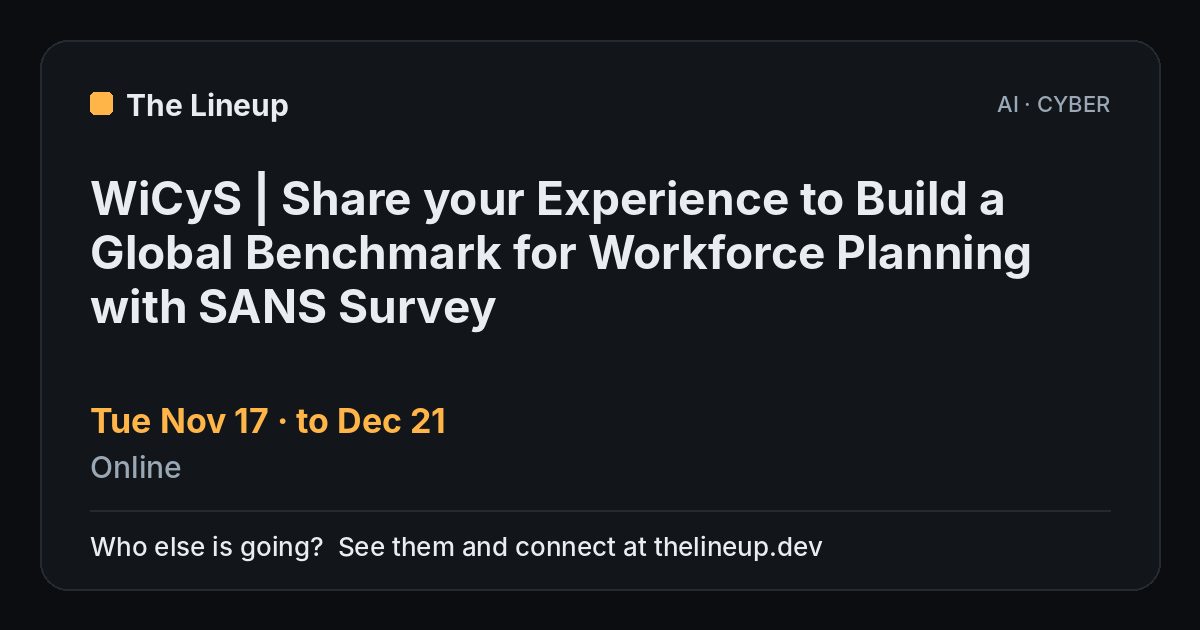 The Lineup
AI · CYBER
WiCyS | Share your Experience to Build a
Global Benchmark for Workforce Planning
with SANS Survey
Tue Nov 17 · to Dec 21
Online
Who else is going? See them and connect at thelineup.dev